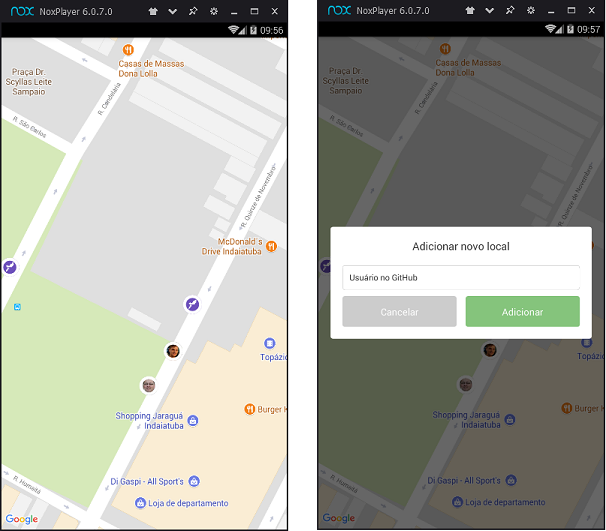 nox NoxPlayer 6.0.7.0
09:56
Casas de Massas
Dona Lolla
Praça Dr.
Scyllas Leite
Sampaio
R. Candelária
R. São Carlos
R. Quinze de Novembro
McDonald´s
Drive Indaiatuba
Topázio
Burger K
Shopping Jaraguá
Indaiatuba
Di Gaspi - All Sport's
R. Humaitá
Loja de departamento
Google
nox NoxPlayer 6.0.7.0
09:57
Casas de Massas
Dona Lolla
Praça Dr.
Scyllas Leite
Sampaio
R. Candelária
R. São Carlos
R. Quinze de Novembro
Adicionar novo local
Usuário no GitHub
Cancelar
Adicionar
Topázio
Burger K
Shopping Jaraguá
Indaiatuba
Di Gaspi - All Sport's
R. Humaitá
Loja de departamento
Google